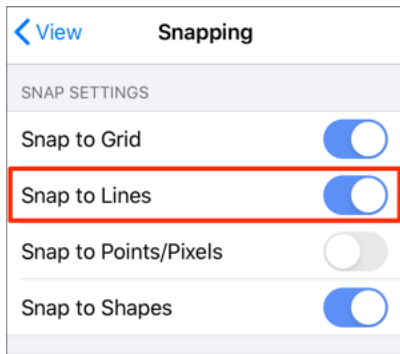 View Snapping
SNAP SETTINGS
Snap to Grid
Snap to Lines
Snap to Points/Pixels
Snap to Shapes